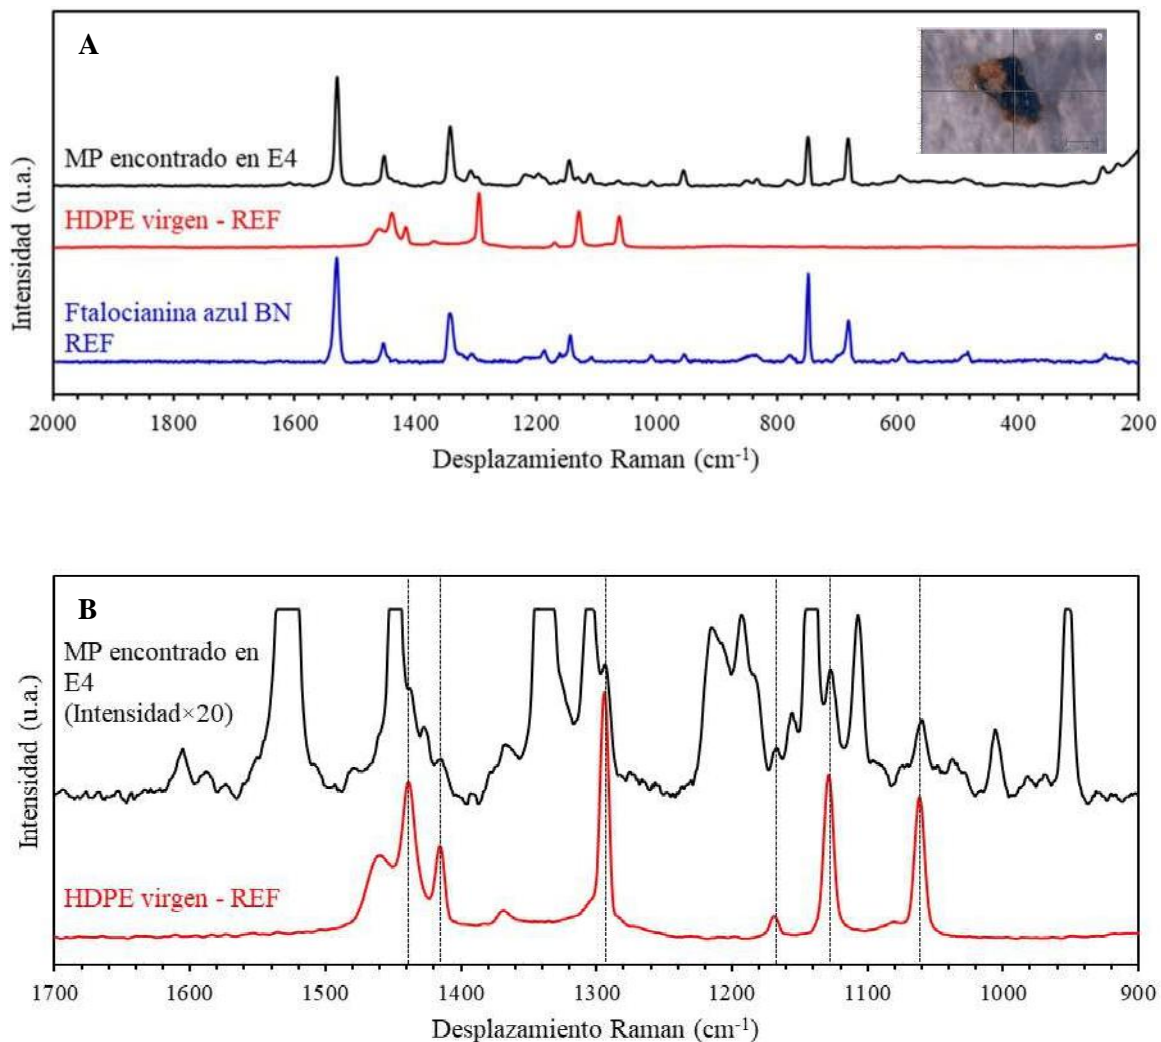 A
MP encontrado en E4
HDPE virgen - REF
Ftalocianina azul BN
REF
Intensidad (u.a.)
2000 1800 1600 1400 1200 1000 800 600 400 200
Desplazamiento Raman (cm⁻¹)
B
MP encontrado en
E4
(Intensidad×20)
HDPE virgen - REF
Intensidad (u.a.)
1700 1600 1500 1400 1300 1200 1100 1000 900
Desplazamiento Raman (cm⁻¹)